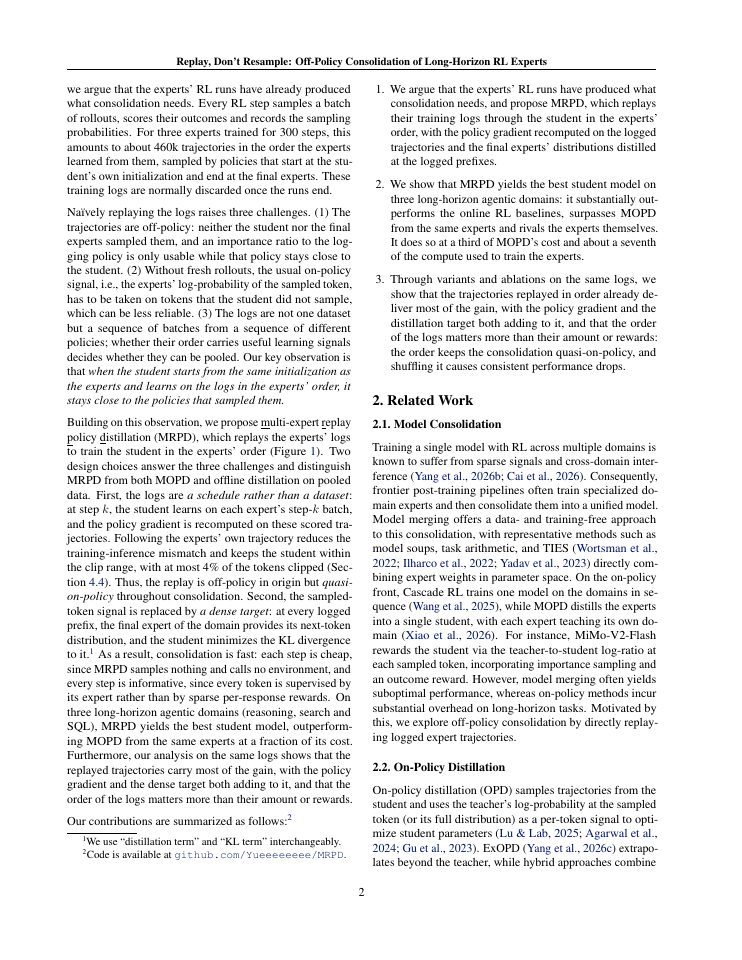 Replay, Don't Resample: Off-Policy Consolidation of Long-Horizon RL Experts
we argue that the experts' RL runs have already produced
what consolidation needs. Every RL step samples a batch
of rollouts, scores their outcomes and records the sampling
probabilities. For three experts trained for 300 steps, this
amounts to about 460k trajectories in the order the experts
learned from them, sampled by policies that start at the stu-
dent's own initialization and end at the final experts. These
training logs are normally discarded once the runs end.
Naïvely replaying the logs raises three challenges. (1) The
trajectories are off-policy: neither the student nor the final
experts sampled them, and an importance ratio to the log-
ging policy is only usable while that policy stays close to
the student. (2) Without fresh rollouts, the usual on-policy
signal, i.e., the experts' log-probability of the sampled token,
has to be taken on tokens that the student did not sample,
which can be less reliable. (3) The logs are not one dataset
but a sequence of batches from a sequence of different
policies; whether their order carries useful learning signals
decides whether they can be pooled. Our key observation is
that when the student starts from the same initialization as
the experts and learns on the logs in the experts' order, it
stays close to the policies that sampled them.
Building on this observation, we propose multi-expert replay
policy distillation (MRPD), which replays the experts' logs
to train the student in the experts' order (Figure 1). Two
design choices answer the three challenges and distinguish
MRPD from both MOPD and offline distillation on pooled
data. First, the logs are a schedule rather than a dataset:
at step k, the student learns on each expert's step-k batch,
and the policy gradient is recomputed on these scored tra-
jectories. Following the experts' own trajectory reduces the
training-inference mismatch and keeps the student within
the clip range, with at most 4% of the tokens clipped (Sec-
tion 4.4). Thus, the replay is off-policy in origin but quasi-
on-policy throughout consolidation. Second, the sampled-
token signal is replaced by a dense target: at every logged
prefix, the final expert of the domain provides its next-token
distribution, and the student minimizes the KL divergence
to it.1 As a result, consolidation is fast: each step is cheap,
since MRPD samples nothing and calls no environment, and
every step is informative, since every token is supervised by
its expert rather than by sparse per-response rewards. On
three long-horizon agentic domains (reasoning, search and
SQL), MRPD yields the best student model, outperform-
ing MOPD from the same experts at a fraction of its cost.
Furthermore, our analysis on the same logs shows that the
replayed trajectories carry most of the gain, with the policy
gradient and the dense target both adding to it, and that the
order of the logs matters more than their amount or rewards.
Our contributions are summarized as follows:2
1We use "distillation term" and "KL term" interchangeably.
2Code is available at github.com/Yueeeeeeee/MRPD.
1. We argue that the experts' RL runs have produced what
consolidation needs, and propose MRPD, which replays
their training logs through the student in the experts'
order, with the policy gradient recomputed on the logged
trajectories and the final experts' distributions distilled
at the logged prefixes.
2. We show that MRPD yields the best student model on
three long-horizon agentic domains: it substantially out-
performs the online RL baselines, surpasses MOPD
from the same experts and rivals the experts themselves.
It does so at a third of MOPD's cost and about a seventh
of the compute used to train the experts.
3. Through variants and ablations on the same logs, we
show that the trajectories replayed in order already de-
liver most of the gain, with the policy gradient and the
distillation target both adding to it, and that the order
of the logs matters more than their amount or rewards:
the order keeps the consolidation quasi-on-policy, and
shuffling it causes consistent performance drops.
2. Related Work
2.1. Model Consolidation
Training a single model with RL across multiple domains is
known to suffer from sparse signals and cross-domain inter-
ference (Yang et al., 2026b; Cai et al., 2026). Consequently,
frontier post-training pipelines often train specialized do-
main experts and then consolidate them into a unified model.
Model merging offers a data- and training-free approach
to this consolidation, with representative methods such as
model soups, task arithmetic, and TIES (Wortsman et al.,
2022; Ilharco et al., 2022; Yadav et al., 2023) directly com-
bining expert weights in parameter space. On the on-policy
front, Cascade RL trains one model on the domains in se-
quence (Wang et al., 2025), while MOPD distills the experts
into a single student, with each expert teaching its own do-
main (Xiao et al., 2026). For instance, MiMo-V2-Flash
rewards the student via the teacher-to-student log-ratio at
each sampled token, incorporating importance sampling and
an outcome reward. However, model merging often yields
suboptimal performance, whereas on-policy methods incur
substantial overhead on long-horizon tasks. Motivated by
this, we explore off-policy consolidation by directly replay-
ing logged expert trajectories.
2.2. On-Policy Distillation
On-policy distillation (OPD) samples trajectories from the
student and uses the teacher's log-probability at the sampled
token (or its full distribution) as a per-token signal to opti-
mize student parameters (Lu & Lab, 2025; Agarwal et al.,
2024; Gu et al., 2023). ExOPD (Yang et al., 2026c) extrapo-
lates beyond the teacher, while hybrid approaches combine
2